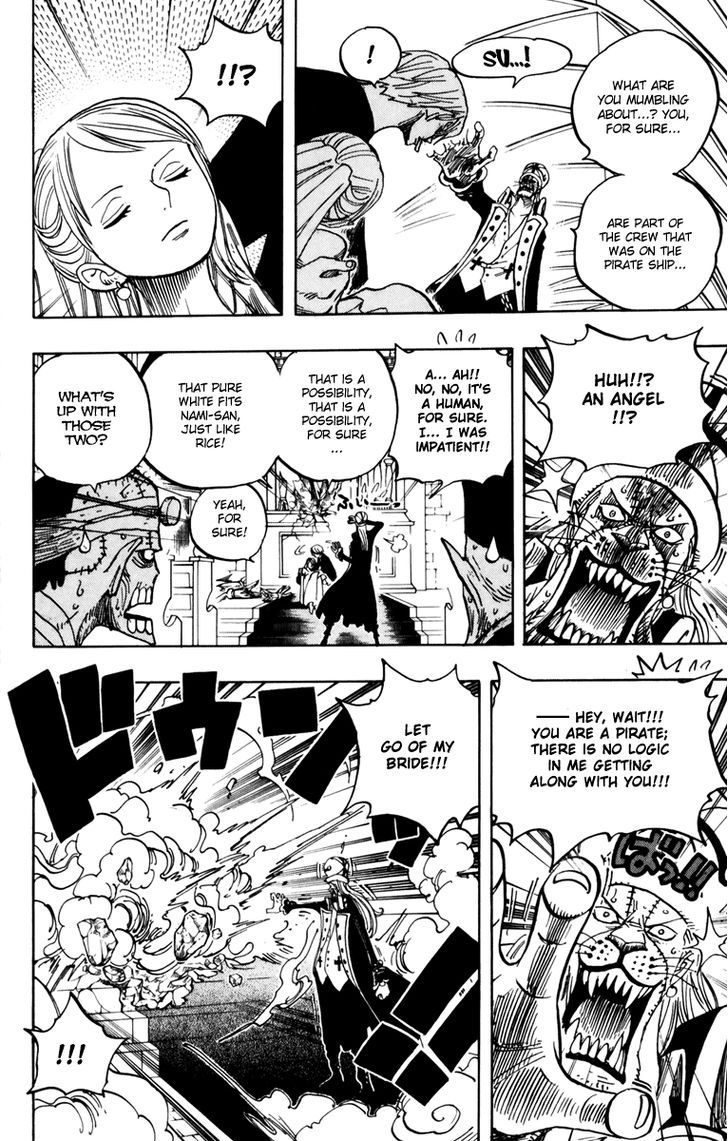 WHAT ARE
YOU MUMBLING
ABOUT...? YOU,
FOR SURE...
ARE PART OF
THE CREW THAT
WAS ON THE
PIRATE SHIP...
SU...!
!
!!?
HUH!!?
AN ANGEL
!!?
A... AH!!
NO, NO, IT'S
A HUMAN,
FOR SURE.
I... I WAS
IMPATIENT!!
THAT IS A
POSSIBILITY,
THAT IS A
POSSIBILITY,
FOR SURE
...
THAT PURE
WHITE FITS
NAMI-SAN,
JUST LIKE
RICE!
YEAH,
FOR
SURE!
WHAT'S
UP WITH
THOSE
TWO?
── HEY, WAIT!!!
YOU ARE A PIRATE;
THERE IS NO LOGIC
IN ME GETTING
ALONG WITH YOU!!!
ばっ!!
LET
GO OF MY
BRIDE!!!
ドウン!!
!!!